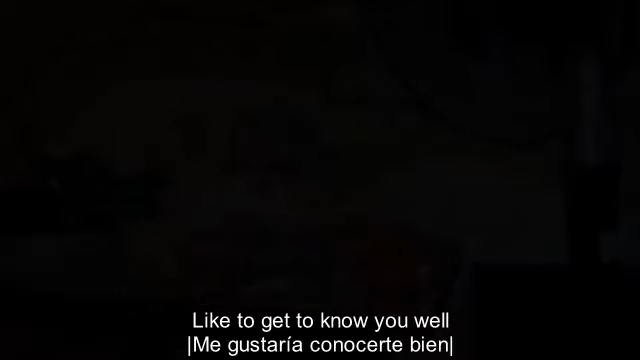 Like to get to know you well
|Me gustaría conocerte bien|